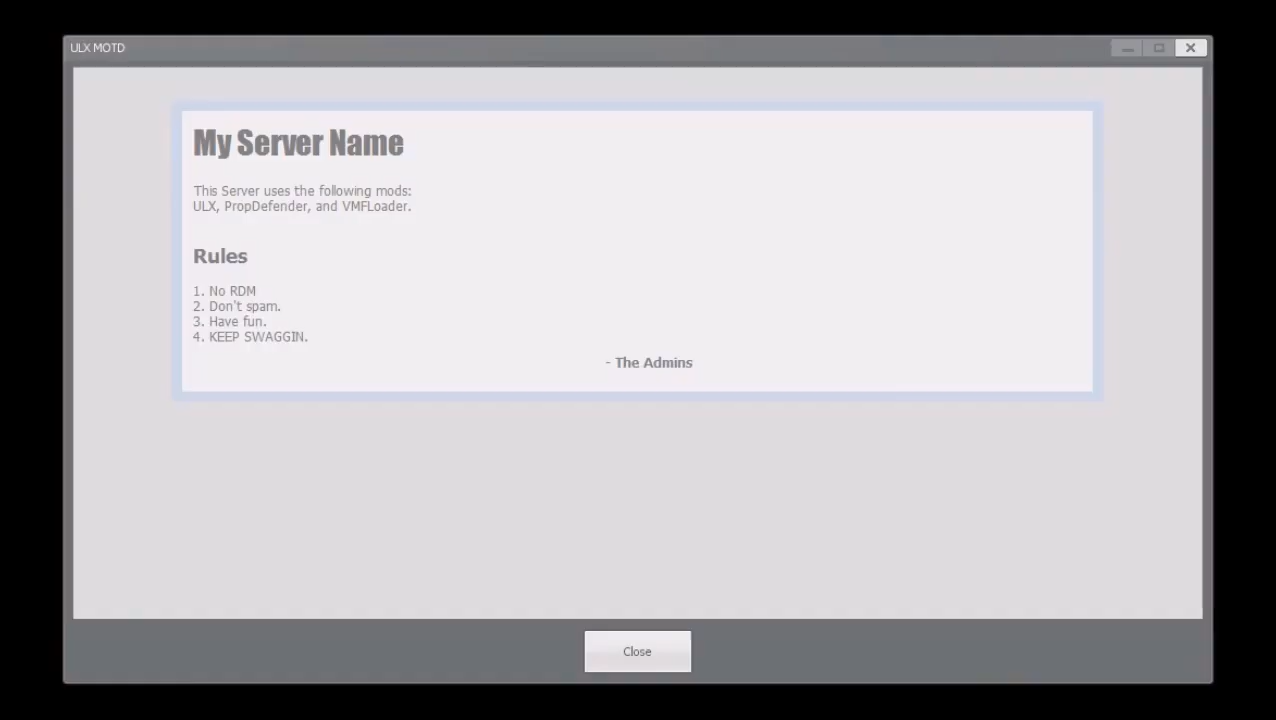 ULX MOTD
My Server Name
This Server uses the following mods:
ULX, PropDefender, and VMFLoader.
Rules
1. No RDM
2. Don't spam.
3. Have fun.
4. KEEP SWAGGIN.
- The Admins
Close